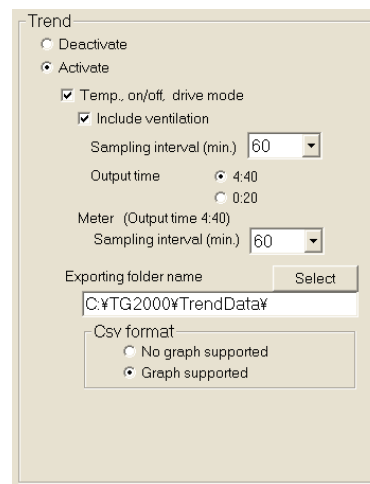 Trend
Deactivate
Activate
Temp., on/off, drive mode
Include ventilation
Sampling interval (min.) 60
Output time 4:40
0:20
Meter (Output time 4:40)
Sampling interval (min.) 60
Exporting folder name Select
C:¥TG2000¥TrendData¥
Csv format
No graph supported
Graph supported